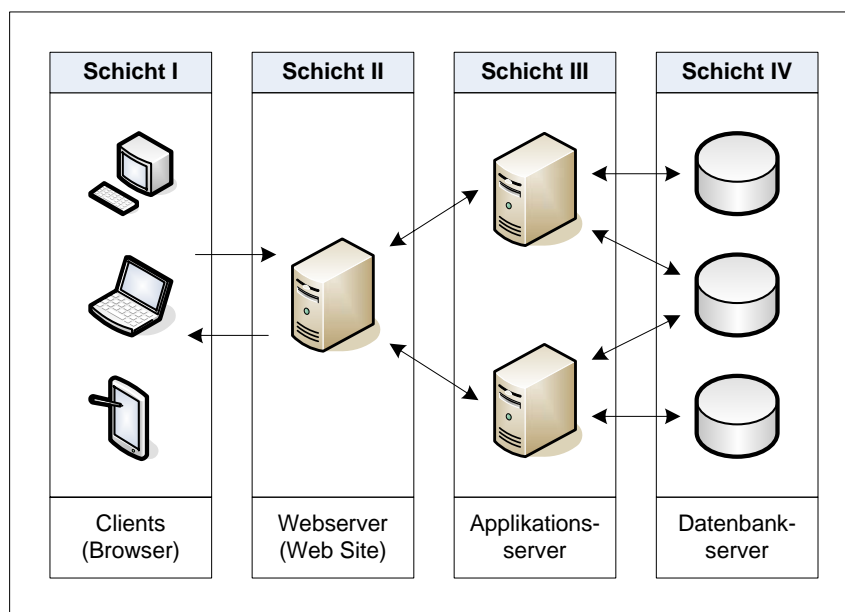 Schicht I
Schicht II
Schicht III
Schicht IV
Clients
(Browser)
Webserver
(Web Site)
Applikations-
server
Datenbank-
server